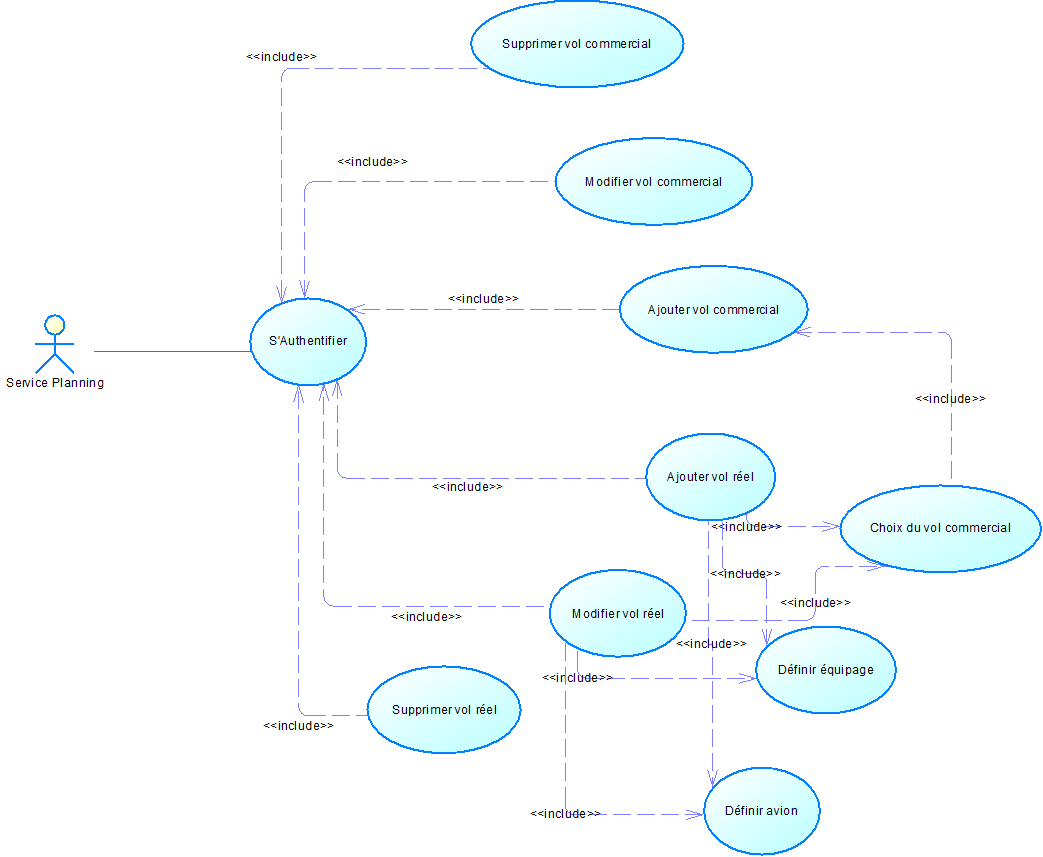 Supprimer vol commercial
<<include>>
<<include>>
Modifier vol commercial
<<include>>
Ajouter vol commercial
S'Authentifier
Service Planning
<<include>>
Ajouter vol réel
<<include>>
<<include>>
Choix du vol commercial
<<include>>
<<include>>
Modifier vol réel
<<include>>
<<include>>
Définir équipage
<<include>>
Supprimer vol réel
<<include>>
Définir avion
<<include>>